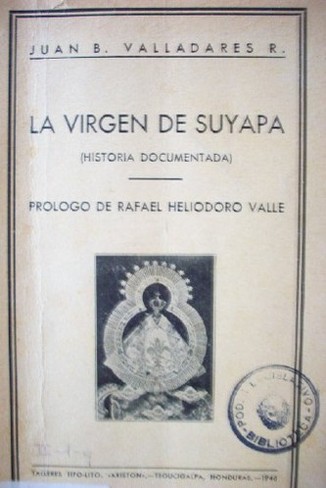 JUAN B. VALLADARES R.
LA VIRGEN DE SUYAPA
(HISTORIA DOCUMENTADA)
PROLOGO DE RAFAEL HELIODORO VALLE
BIBLIOTECA
TALLERES TIPO-LITO. «ARISTON».—TEGUCIGALPA, HONDURAS,